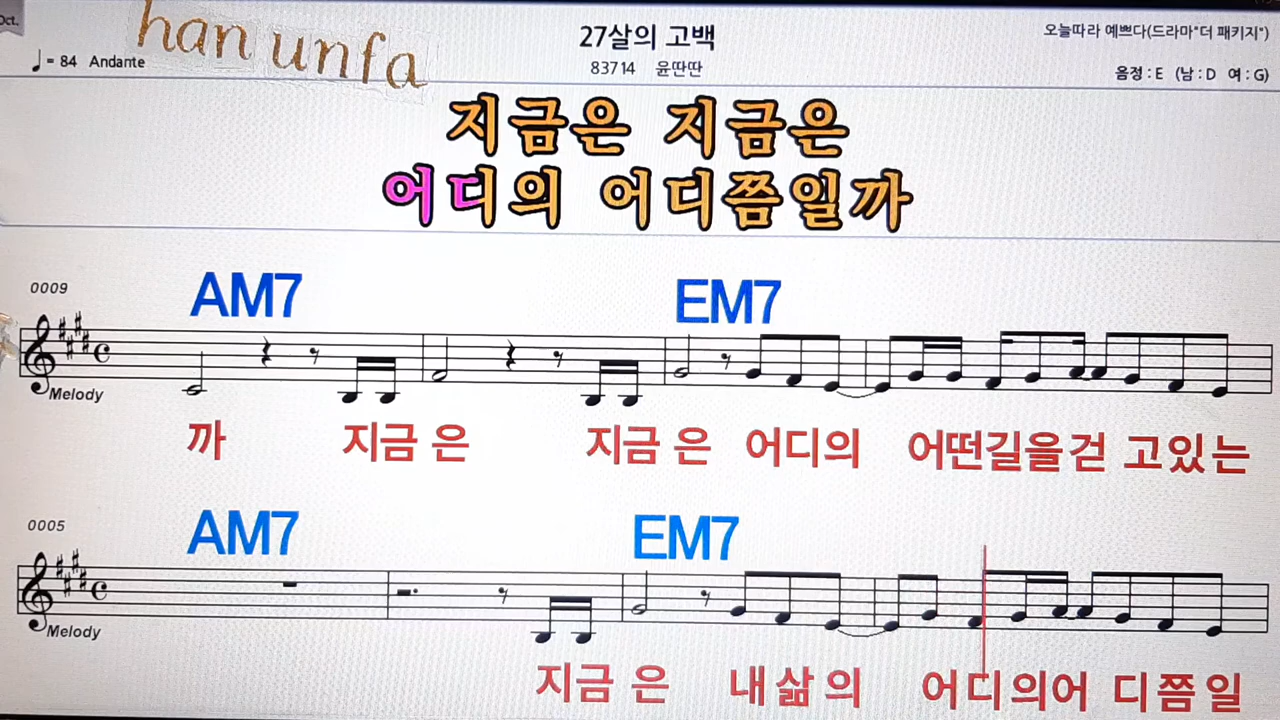 Oct.
han unfa
27살의 고백
오늘따라 예쁘다(드라마"더 패키지")
♩= 84 Andante
83714 윤딴딴
음정 : E (남 : D 여 : G)
지금은 지금은
어디의 어디쯤일까
0009
AM7 EM7
Melody
까 지금 은 지금 은 어디의 어떤길을걷 고있는
0005
AM7 EM7
Melody
지금 은 내삶의 어디의어 디쯤일